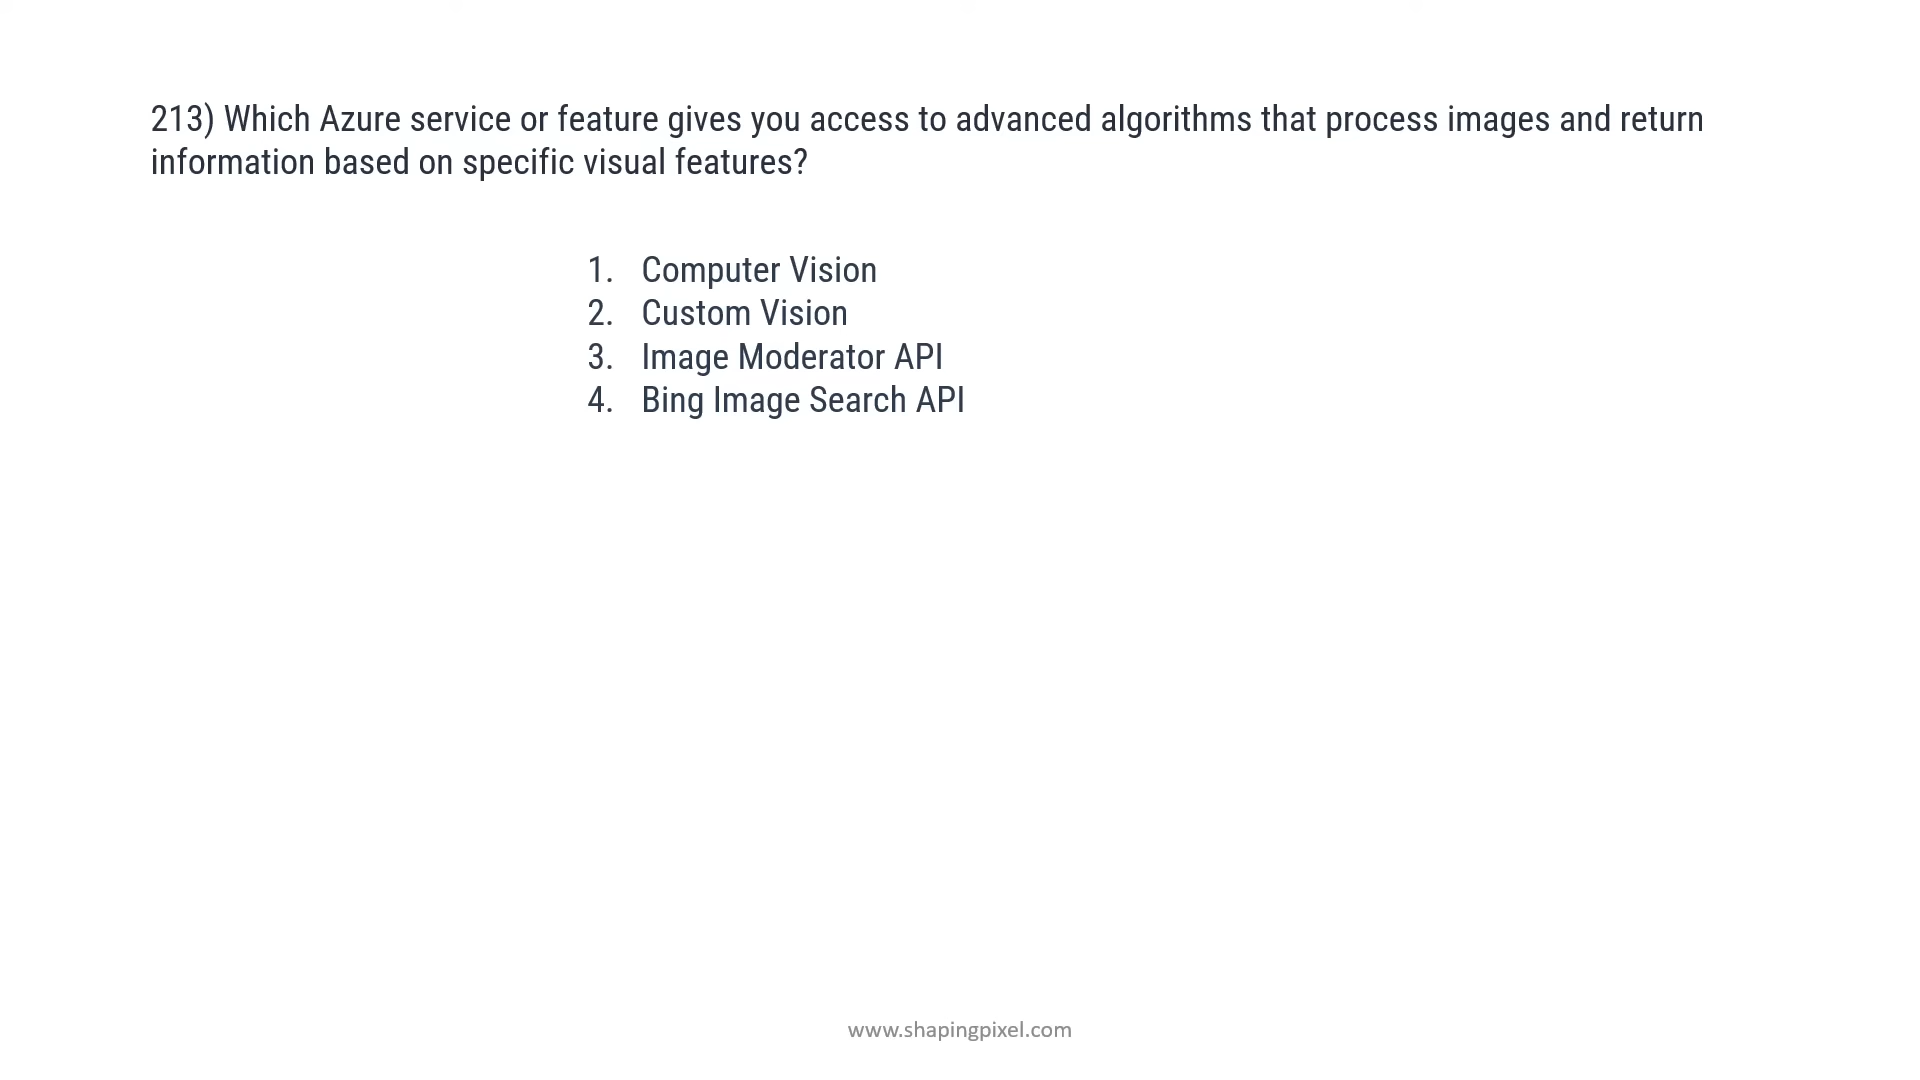 213) Which Azure service or feature gives you access to advanced algorithms that process images and return
information based on specific visual features?
1. Computer Vision
2. Custom Vision
3. Image Moderator API
4. Bing Image Search API
www.shapingpixel.com